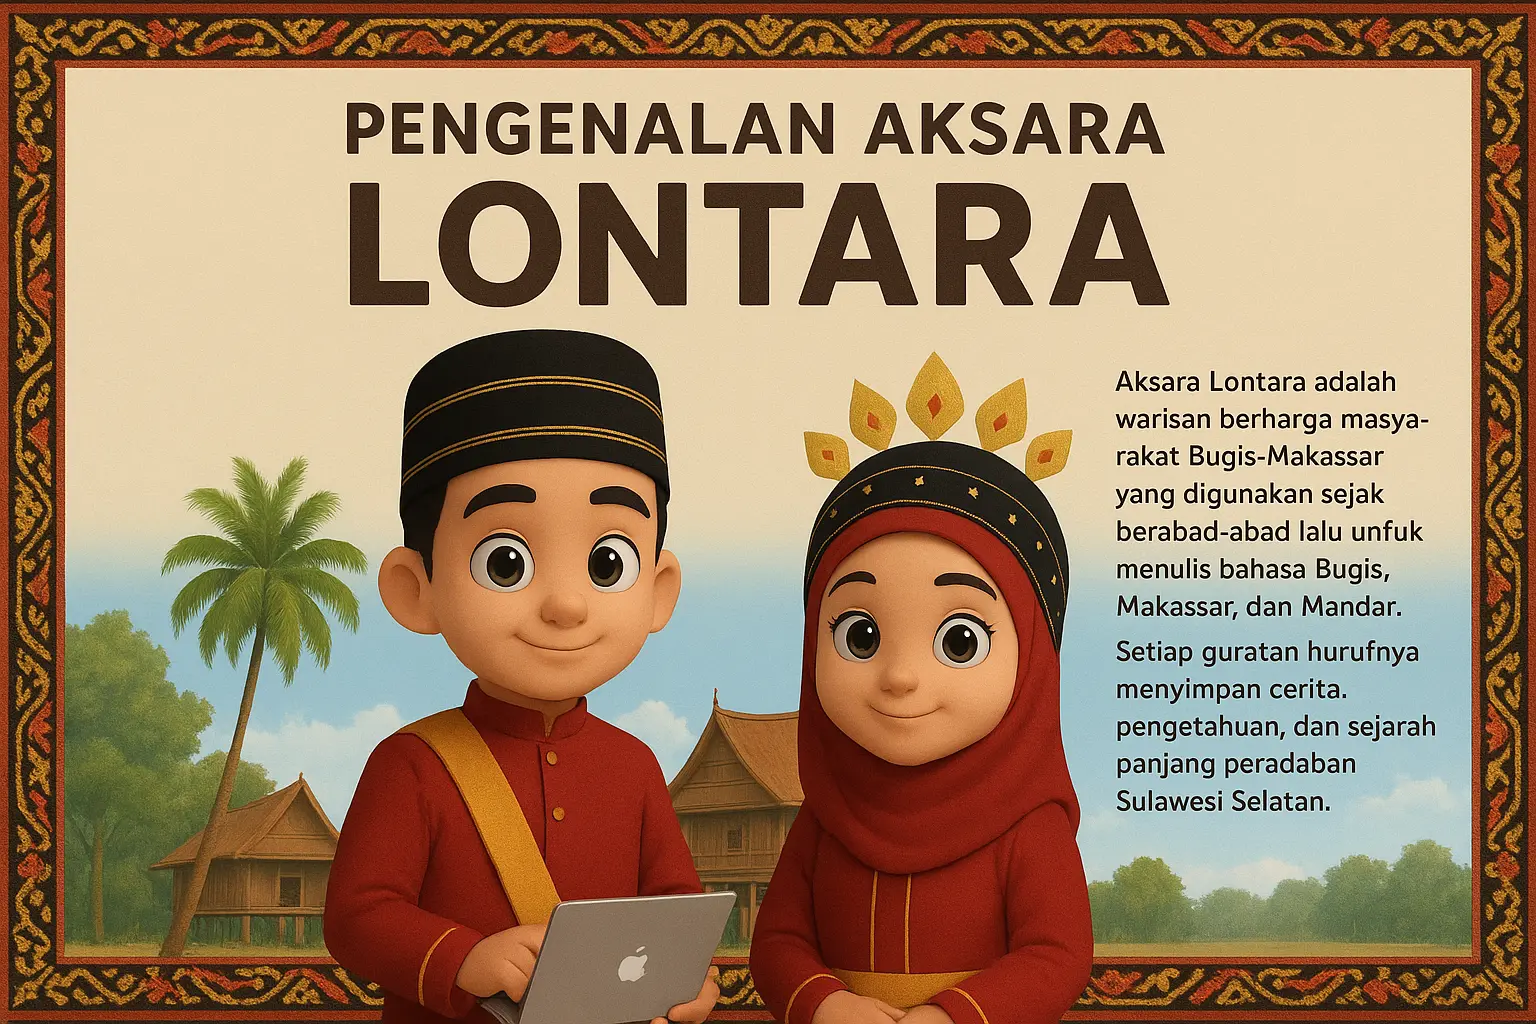 PENGENALAN AKSARA
LONTARA
Aksara Lontara adalah
warisan berharga masya-
rakat Bugis-Makassar
yang digunakan sejak
berabad-abad lalu unfuk
menulis bahasa Bugis,
Makassar, dan Mandar.
Setiap guratan hurufnya
menyimpan cerita.
pengetahuan, dan sejarah
panjang peradaban
Sulawesi Selatan.